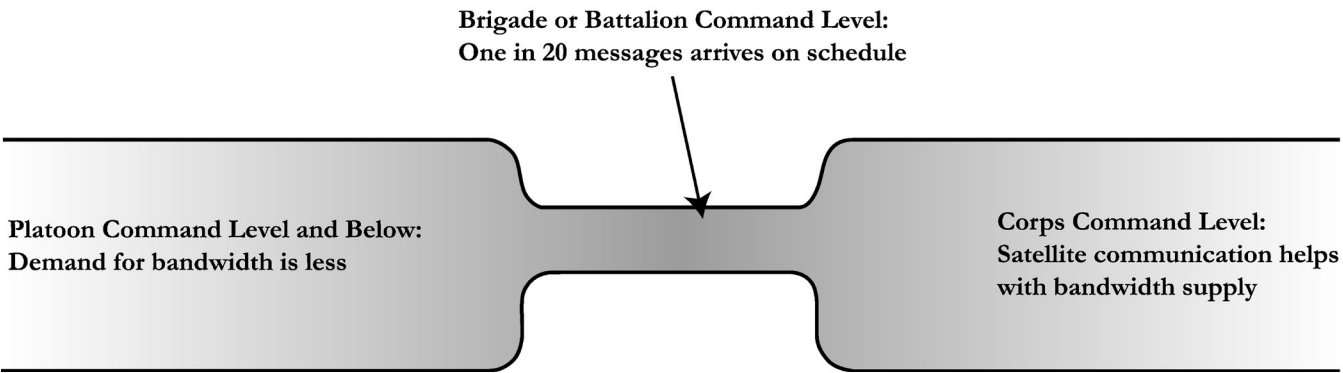 Brigade or Battalion Command Level:
One in 20 messages arrives on schedule
Platoon Command Level and Below:
Demand for bandwidth is less
Corps Command Level:
Satellite communication helps
with bandwidth supply